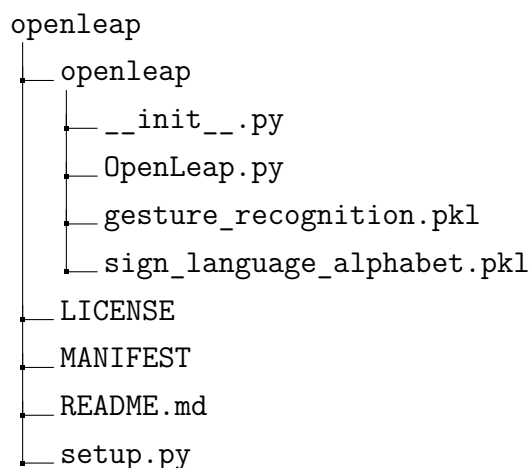 openleap
openleap
__init__.py
OpenLeap.py
gesture_recognition.pkl
sign_language_alphabet.pkl
LICENSE
MANIFEST
README.md
setup.py